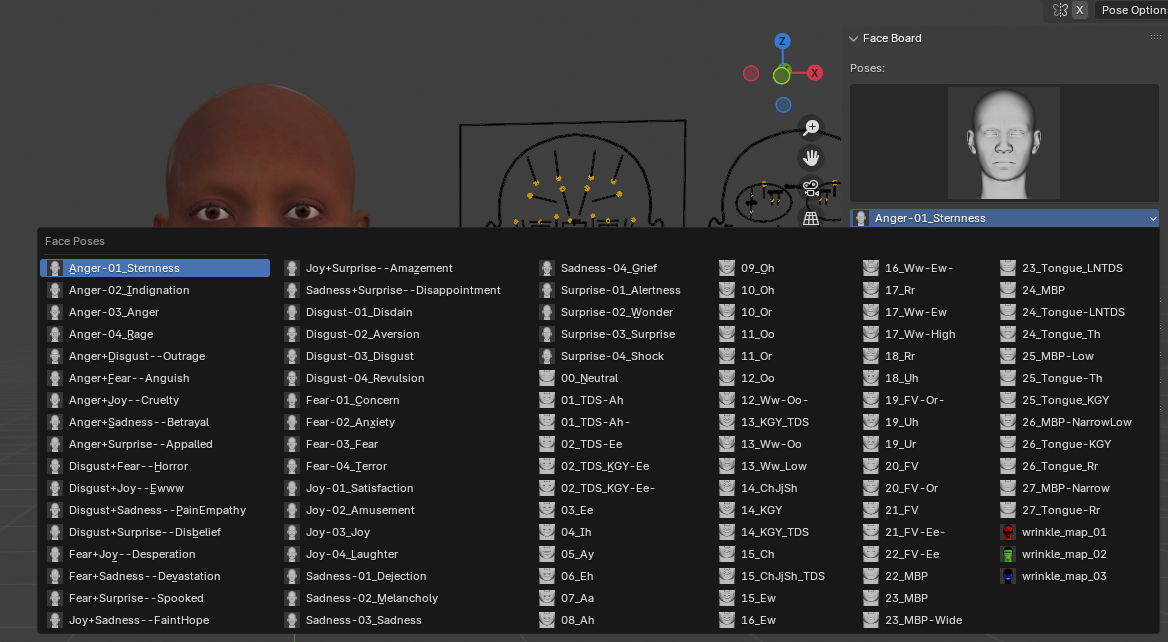 X
Pose Option
Z
X
Face Board
Poses:
Anger-01_Sternness
Face Poses
Anger-01_Sternness
Anger-02_Indignation
Anger-03_Anger
Anger-04_Rage
Anger+Disgust--Outrage
Anger+Fear--Anguish
Anger+Joy--Cruelty
Anger+Sadness--Betrayal
Anger+Surprise--Appalled
Disgust+Fear--Horror
Disgust+Joy--Ewww
Disgust+Sadness--PainEmpathy
Disgust+Surprise--Disbelief
Fear+Joy--Desperation
Fear+Sadness--Devastation
Fear+Surprise--Spooked
Joy+Sadness--FaintHope
Joy+Surprise--Amazement
Sadness+Surprise--Disappointment
Disgust-01_Disdain
Disgust-02_Aversion
Disgust-03_Disgust
Disgust-04_Revulsion
Fear-01_Concern
Fear-02_Anxiety
Fear-03_Fear
Fear-04_Terror
Joy-01_Satisfaction
Joy-02_Amusement
Joy-03_Joy
Joy-04_Laughter
Sadness-01_Dejection
Sadness-02_Melancholy
Sadness-03_Sadness
Sadness-04_Grief
Surprise-01_Alertness
Surprise-02_Wonder
Surprise-03_Surprise
Surprise-04_Shock
00_Neutral
01_TDS-Ah
01_TDS-Ah-
02_TDS-Ee
02_TDS_KGY-Ee
02_TDS_KGY-Ee-
03_Ee
04_Ih
05_Ay
06_Eh
07_Aa
08_Ah
09_Oh
10_Oh
10_Or
11_Oo
11_Or
12_Oo
12_Ww-Oo-
13_KGY_TDS
13_Ww-Oo
13_Ww_Low
14_ChJjSh
14_KGY
14_KGY_TDS
15_Ch
15_ChJjSh_TDS
15_Ew
16_Ew
16_Ww-Ew-
17_Rr
17_Ww-Ew
17_Ww-High
18_Rr
18_Uh
19_FV-Or-
19_Uh
19_Ur
20_FV
20_FV-Or
21_FV
21_FV-Ee-
22_FV-Ee
22_MBP
23_MBP
23_MBP-Wide
23_Tongue_LNTDS
24_MBP
24_Tongue-LNTDS
24_Tongue_Th
25_MBP-Low
25_Tongue-Th
25_Tongue_KGY
26_MBP-NarrowLow
26_Tongue-KGY
26_Tongue_Rr
27_MBP-Narrow
27_Tongue-Rr
wrinkle_map_01
wrinkle_map_02
wrinkle_map_03